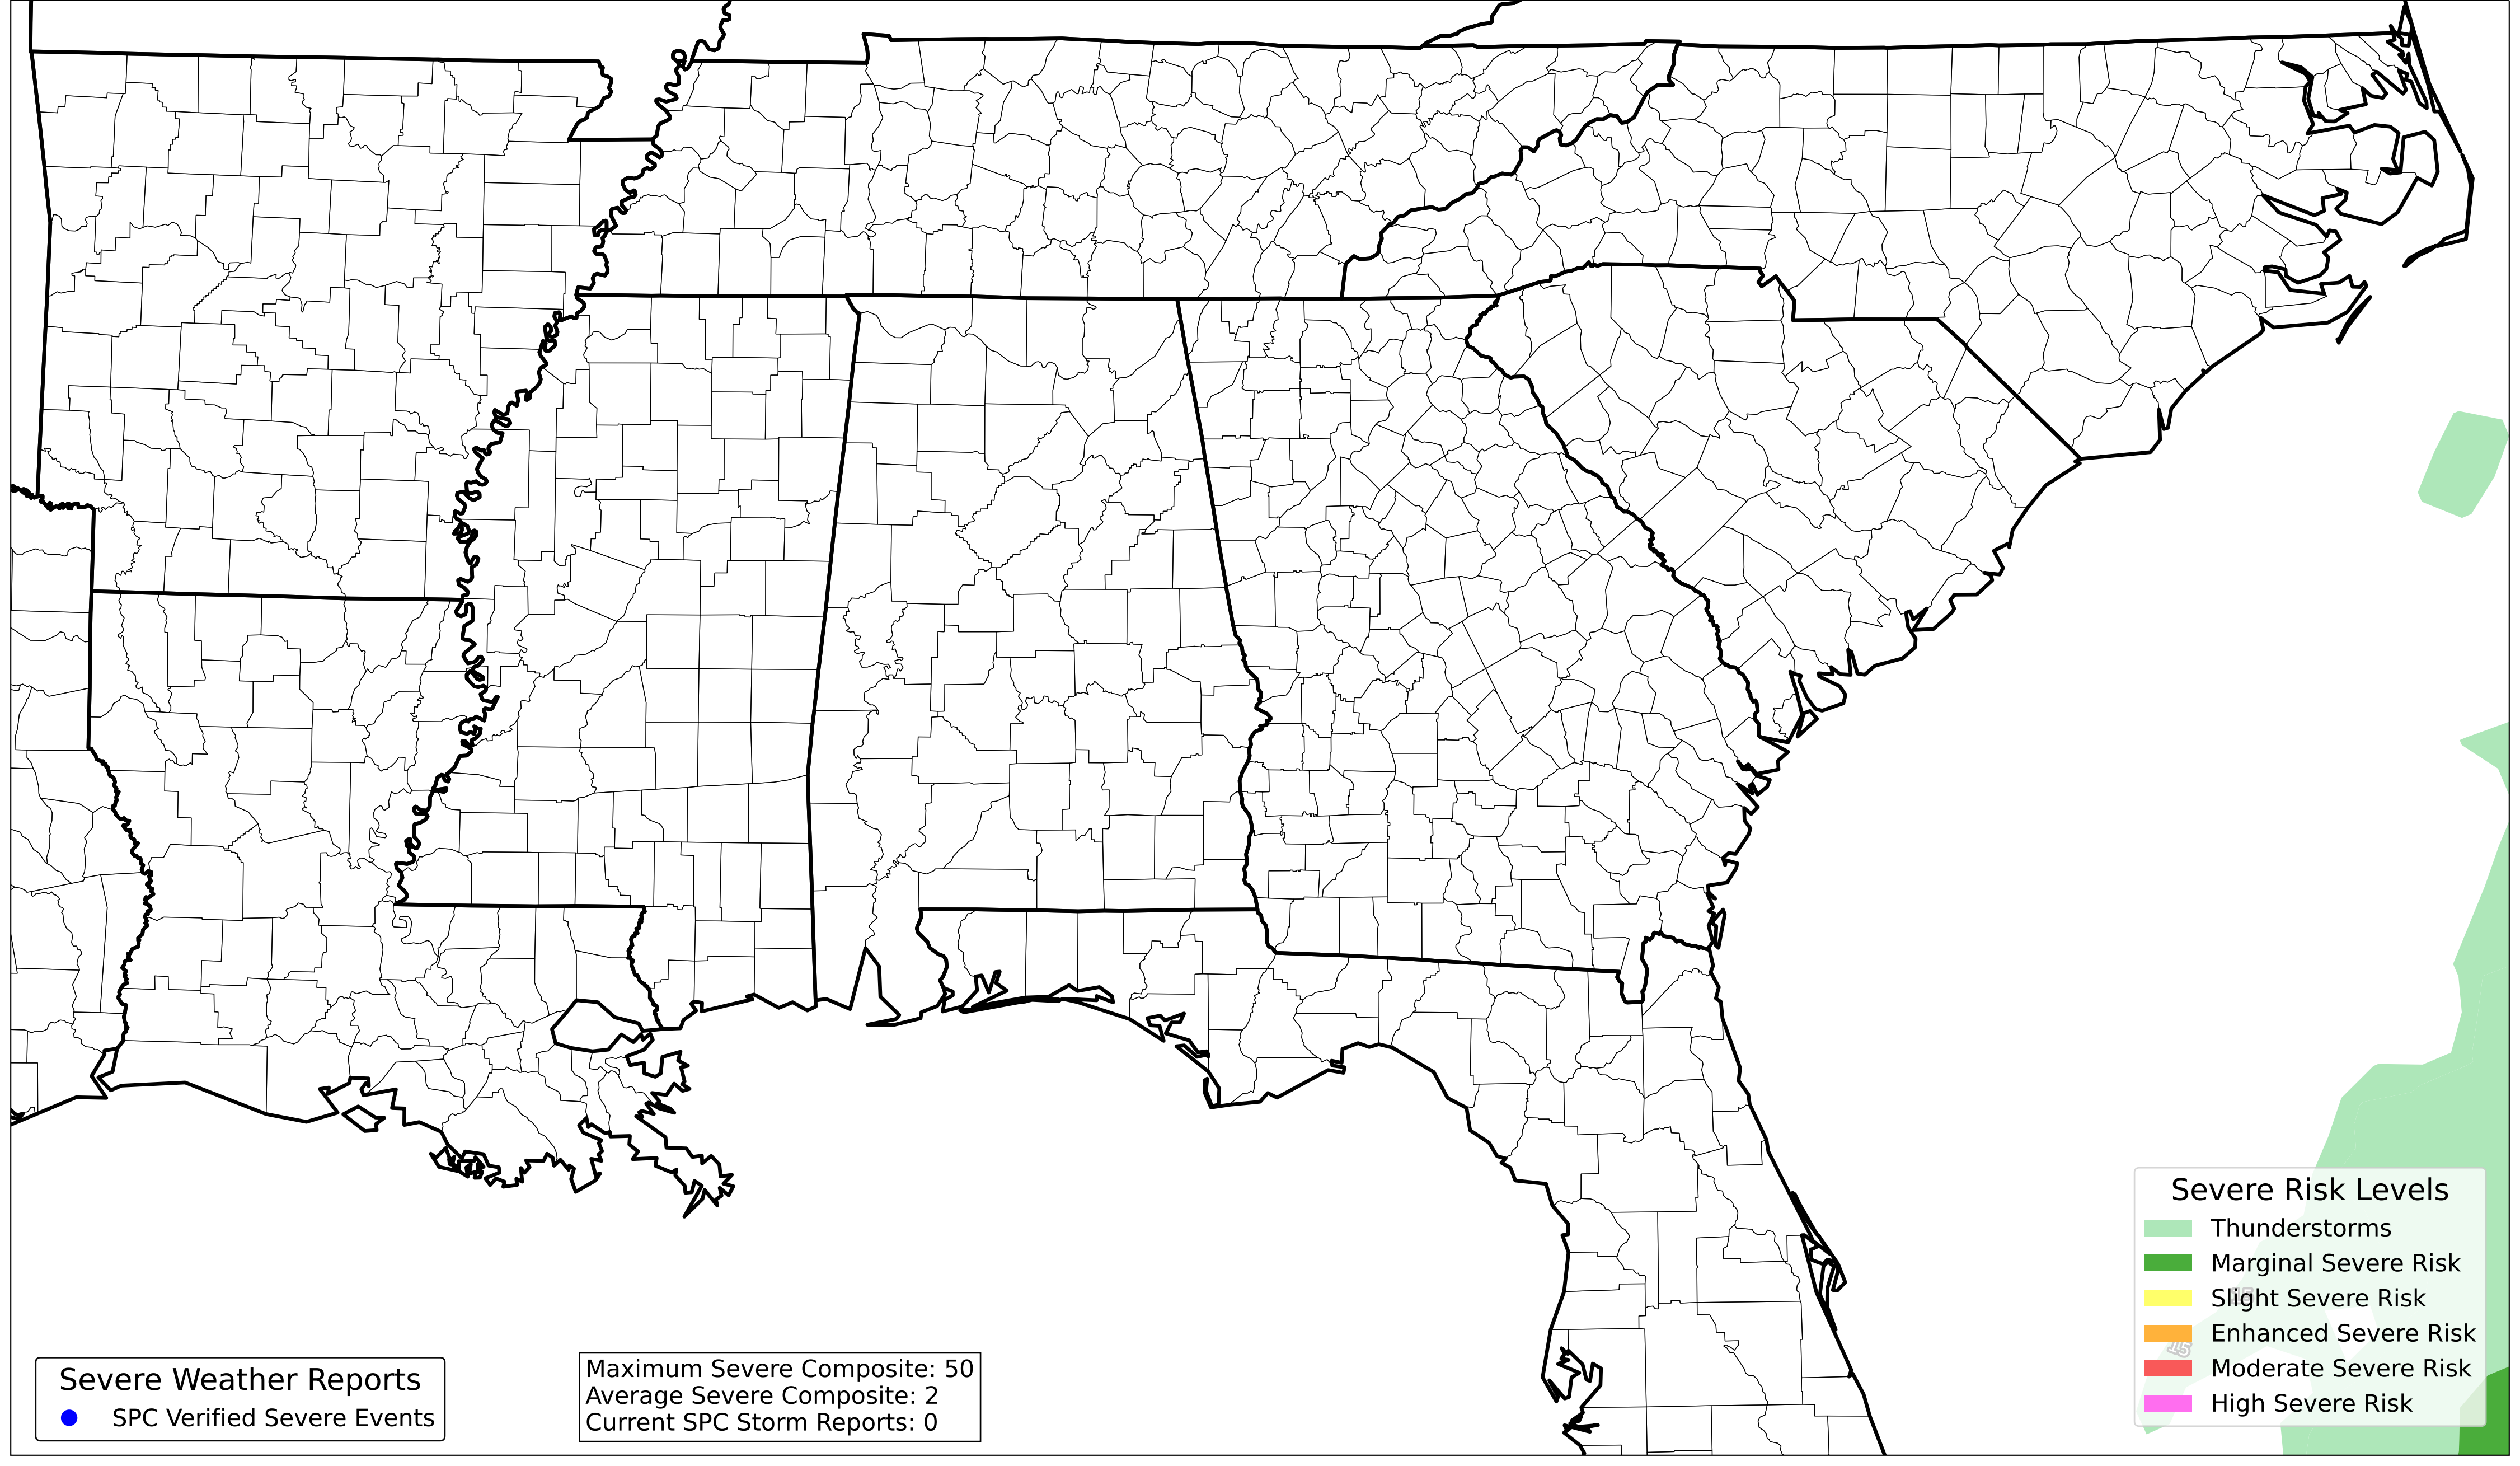 Severe Risk Levels
Thunderstorms
Marginal Severe Risk
Slight Severe Risk
Enhanced Severe Risk
Moderate Severe Risk
High Severe Risk
15
Severe Weather Reports
SPC Verified Severe Events
Maximum Severe Composite: 50
Average Severe Composite: 2
Current SPC Storm Reports: 0